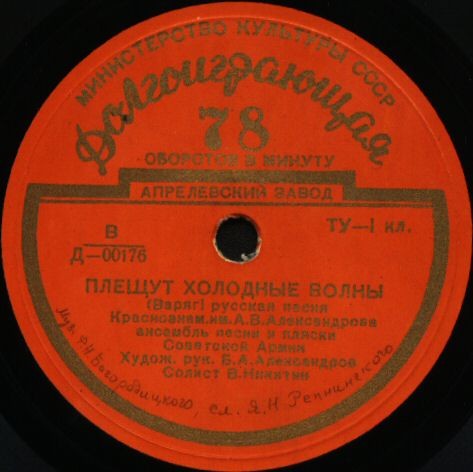 МИНИСТЕРСТВО КУЛЬТУРЫ СССР
Долгоиграющая
78
ОБОРОТОВ В МИНУТУ
АПРЕЛЕВСКИЙ ЗАВОД
В
Д—00176
ТУ—I кл.
ПЛЕЩУТ ХОЛОДНЫЕ ВОЛНЫ
(Варяг) русская песня
Краснознам. им. А.В.Александрова
ансамбль песни и пляски
Советской Армии
Худож. рук. Б.А.Александров
Солист В.Никитин
Муз. Ф.Н.Богородицкого, сл. Я.Н Репнинского